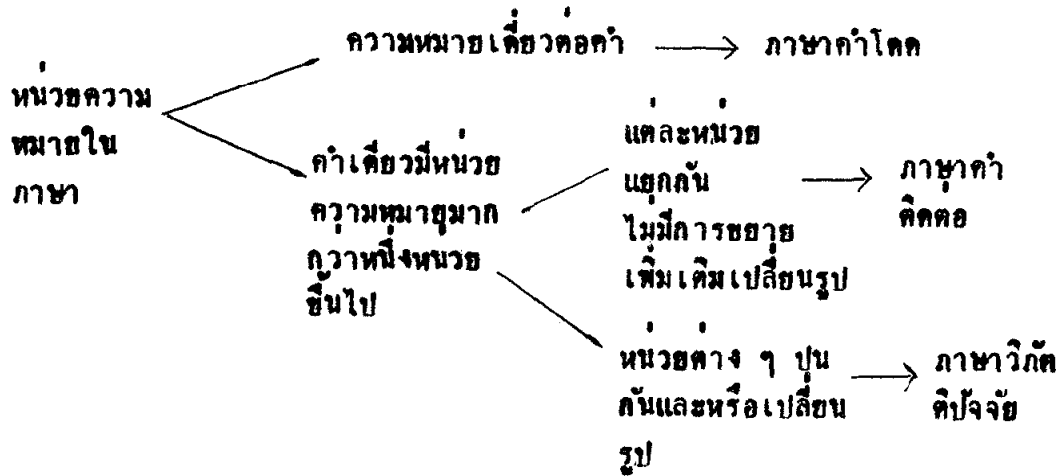 ความหมายเดี่ยวต่อคำ → ภาษาคำโดด
หน่วยความ
หมายใน
ภาษา
คำเดียวมีหน่วย
ความหมายมาก
กว่าหนึ่งหน่วย
ขึ้นไป
แต่ละหน่วย
แยกกัน
ไม่มีการขยาย
เพิ่มเติมเปลี่ยนรูป
→ ภาษาคำ
ติดต่อ
หน่วยต่าง ๆ ปน
กันและหรือเปลี่ยน
รูป
→ ภาษาวิภัต
ติปัจจัย